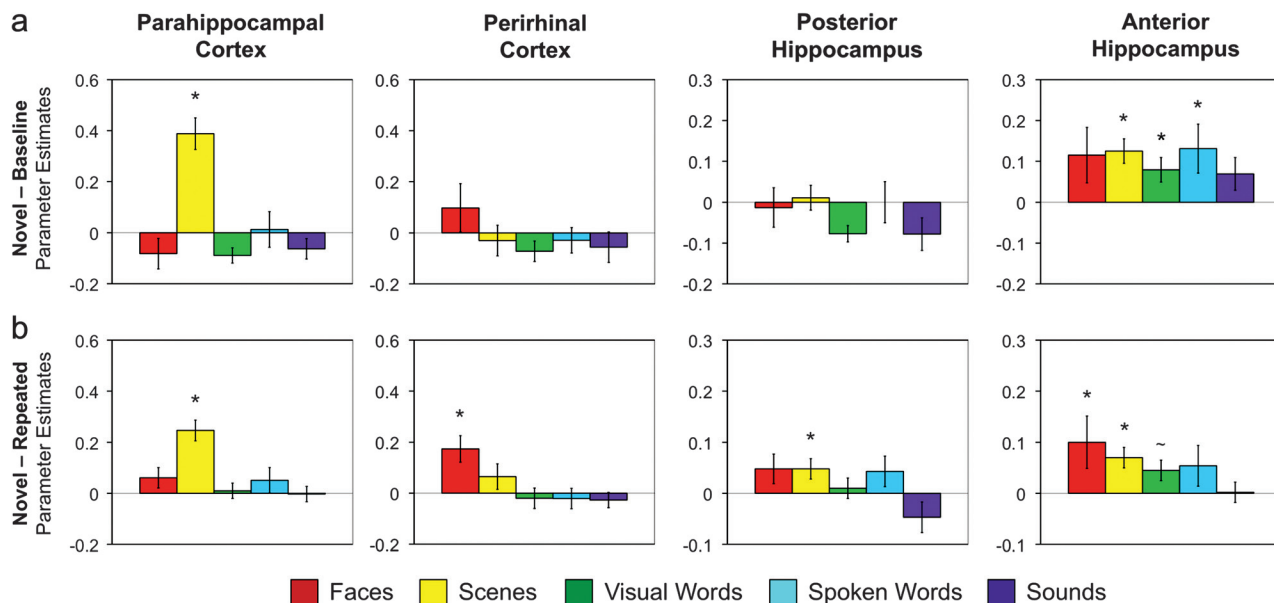 a
Parahippocampal
Cortex
Perirhinal
Cortex
Posterior
Hippocampus
Anterior
Hippocampus
Novel – Baseline
Parameter Estimates
0.6
0.4
0.2
0
-0.2
*
0.6
0.4
0.2
0
-0.2
0.3
0.2
0.1
0
-0.1
-0.2
0.3
0.2
0.1
0
-0.1
-0.2
* * *
b
Novel – Repeated
Parameter Estimates
0.6
0.4
0.2
0
-0.2
*
0.6
0.4
0.2
0
-0.2
*
0.3
0.2
0.1
0
-0.1
*
0.3
0.2
0.1
0
-0.1
* * ~
Faces Scenes Visual Words Spoken Words Sounds